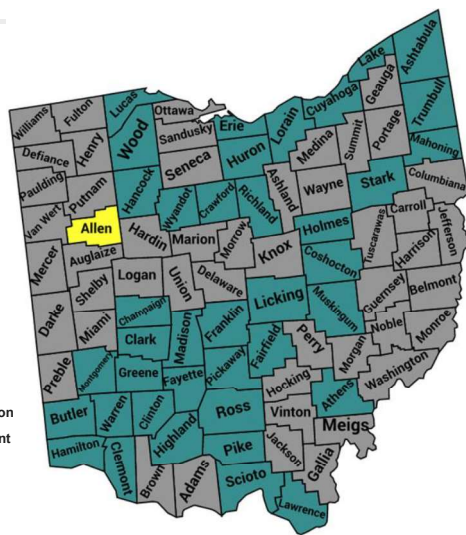 Williams
Fulton
Lucas
Ottawa
Lake
Ashtabula
Geauga
Cuyahoga
Trumbull
Defiance
Henry
Wood
Sandusky
Erie
Lorain
Medina
Summit
Portage
Mahoning
Paulding
Putnam
Hancock
Seneca
Huron
Ashland
Wayne
Stark
Columbiana
Van Wert
Allen
Wyandot
Crawford
Richland
Holmes
Carroll
Jefferson
Tuscarawas
Mercer
Auglaize
Hardin
Marion
Morrow
Knox
Coshocton
Harrison
Shelby
Logan
Union
Delaware
Licking
Muskingum
Guernsey
Belmont
Darke
Miami
Champaign
Clark
Madison
Franklin
Fairfield
Perry
Noble
Monroe
Preble
Montgomery
Greene
Fayette
Pickaway
Hocking
Morgan
Washington
on
Butler
Warren
Clinton
Ross
Vinton
Athens
Meigs
nt
Hamilton
Clermont
Highland
Pike
Jackson
Gallia
Brown
Adams
Scioto
Lawrence